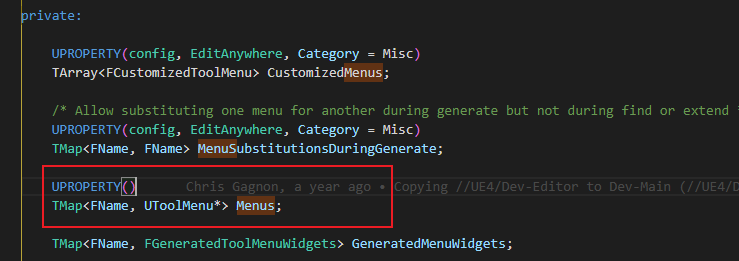 private:
UPROPERTY(config, EditAnywhere, Category = Misc)
TArray<FCustomizedToolMenu> CustomizedMenus;
/* Allow substituting one menu for another during generate but not during find or extend
UPROPERTY(config, EditAnywhere, Category = Misc)
TMap<FName, FName> MenuSubstitutionsDuringGenerate;
UPROPERTY() Chris Gagnon, a year ago • Copying //UE4/Dev-Editor to Dev-Main (//UE4/D
TMap<FName, UToolMenu*> Menus;
TMap<FName, FGeneratedToolMenuWidgets> GeneratedMenuWidgets;